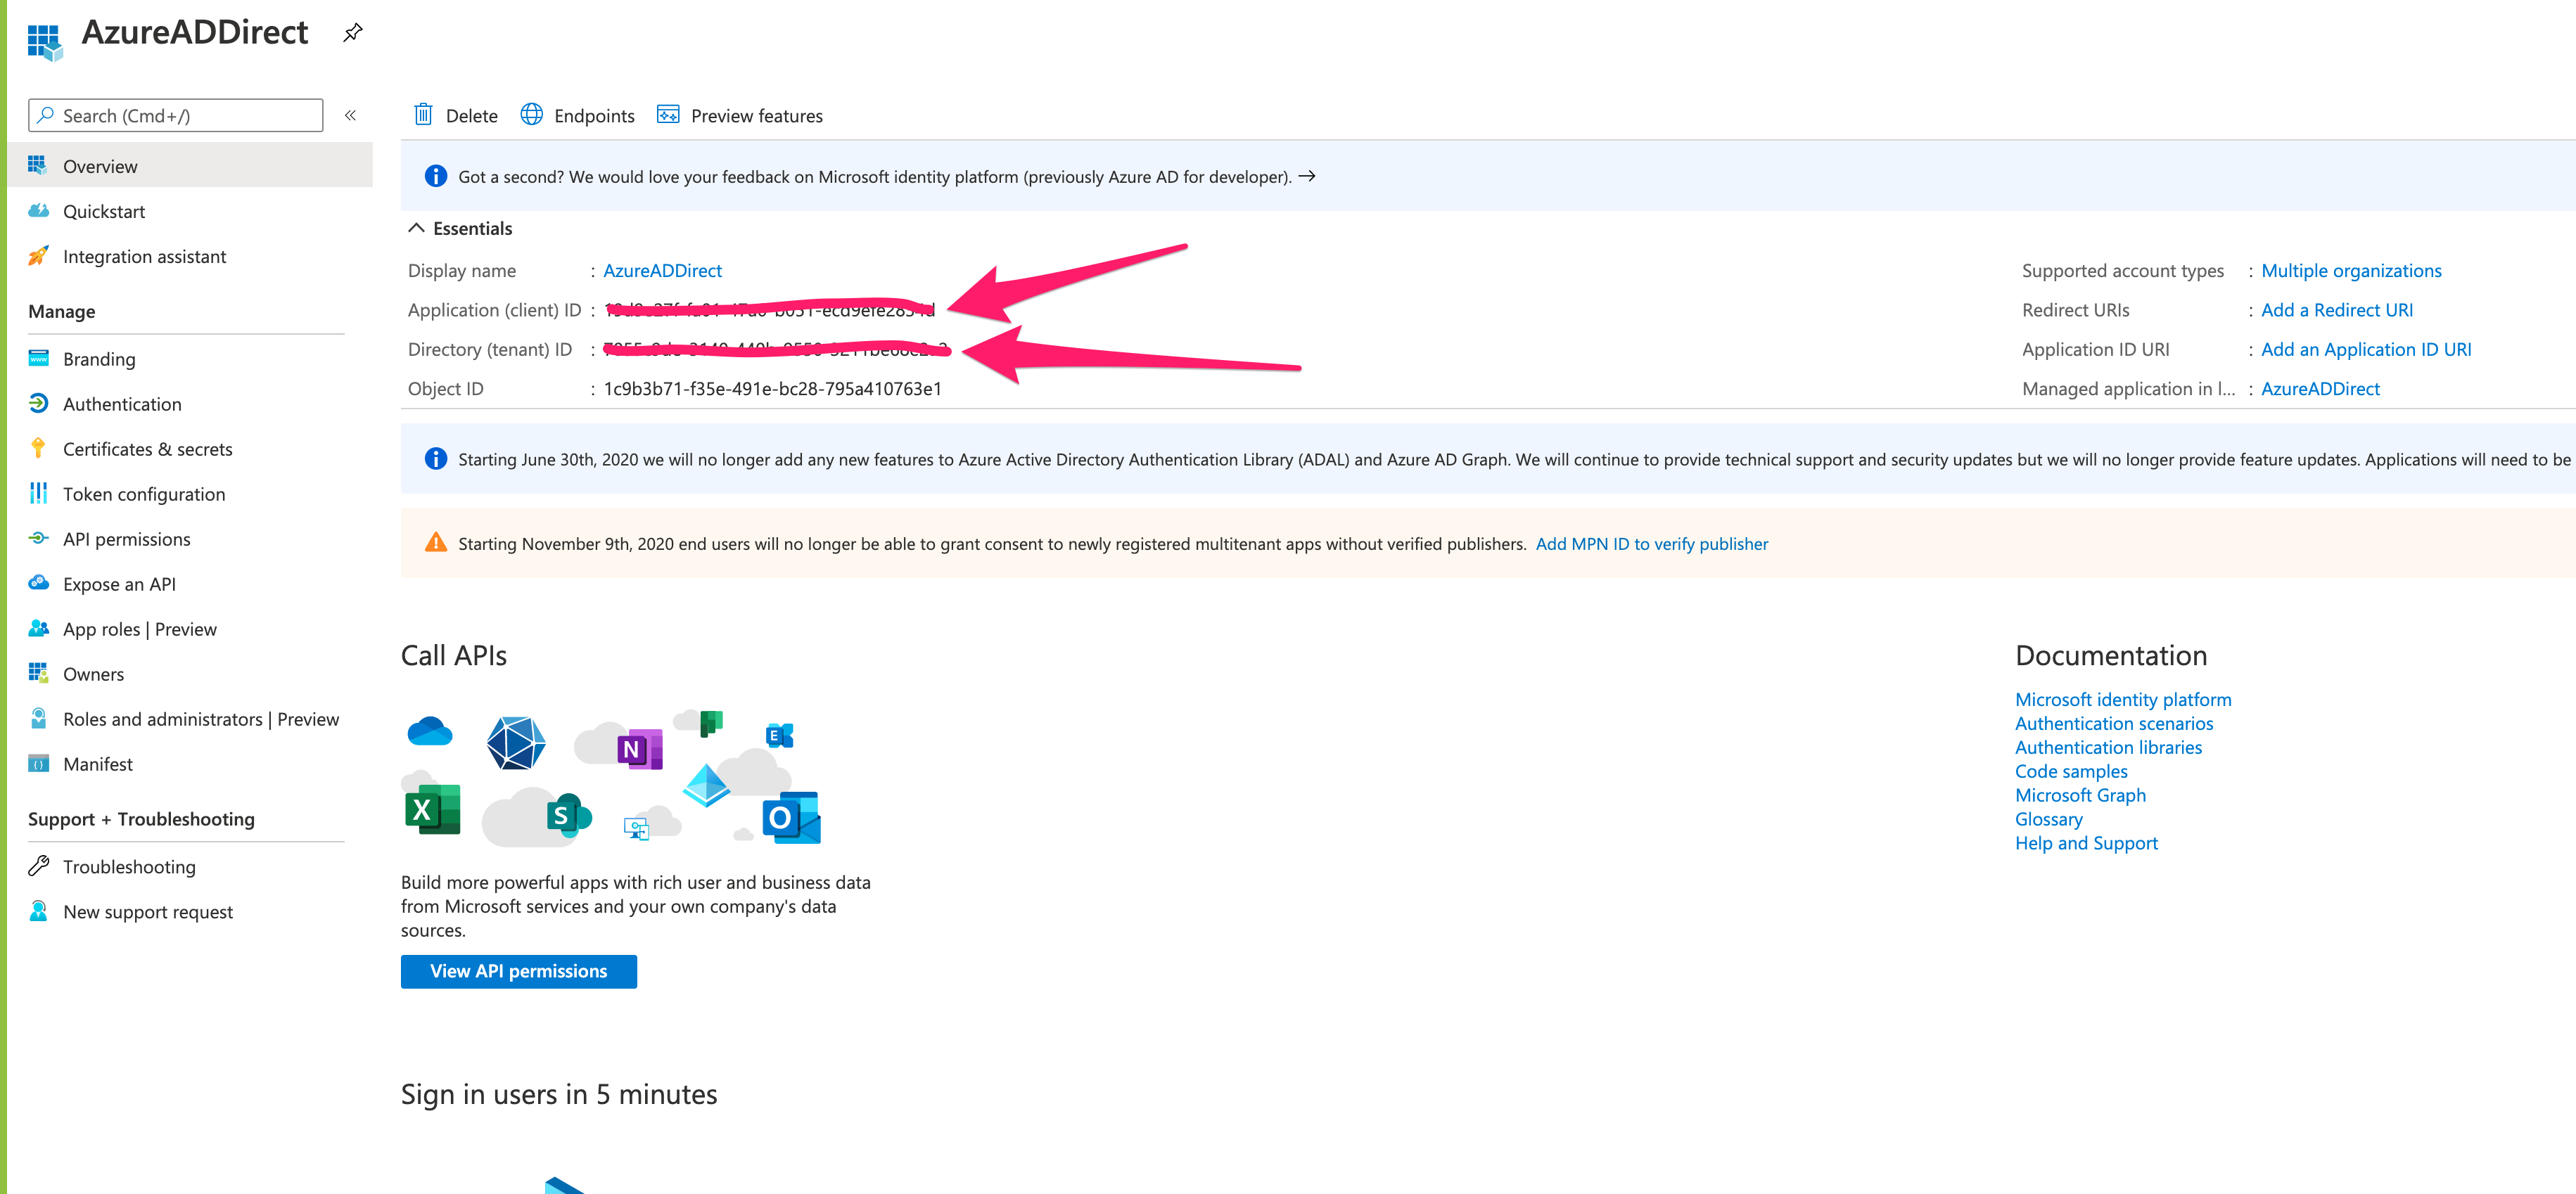 AzureADDirect
Search (Cmd+/)
«
Overview
Quickstart
Integration assistant
Manage
Branding
Authentication
Certificates & secrets
Token configuration
API permissions
Expose an API
App roles | Preview
Owners
Roles and administrators | Preview
Manifest
Support + Troubleshooting
Troubleshooting
New support request
Delete
Endpoints
Preview features
Got a second? We would love your feedback on Microsoft identity platform (previously Azure AD for developer). →
Essentials
Display name : AzureADDirect
Application (client) ID :
Directory (tenant) ID :
Object ID : 1c9b3b71-f35e-491e-bc28-795a410763e1
Supported account types : Multiple organizations
Redirect URIs : Add a Redirect URI
Application ID URI : Add an Application ID URI
Managed application in l... : AzureADDirect
Starting June 30th, 2020 we will no longer add any new features to Azure Active Directory Authentication Library (ADAL) and Azure AD Graph. We will continue to provide technical support and security updates but we will no longer provide feature updates. Applications will need to be
Starting November 9th, 2020 end users will no longer be able to grant consent to newly registered multitenant apps without verified publishers. Add MPN ID to verify publisher
Call APIs
N
E
X
S
O
Build more powerful apps with rich user and business data
from Microsoft services and your own company's data
sources.
View API permissions
Documentation
Microsoft identity platform
Authentication scenarios
Authentication libraries
Code samples
Microsoft Graph
Glossary
Help and Support
Sign in users in 5 minutes